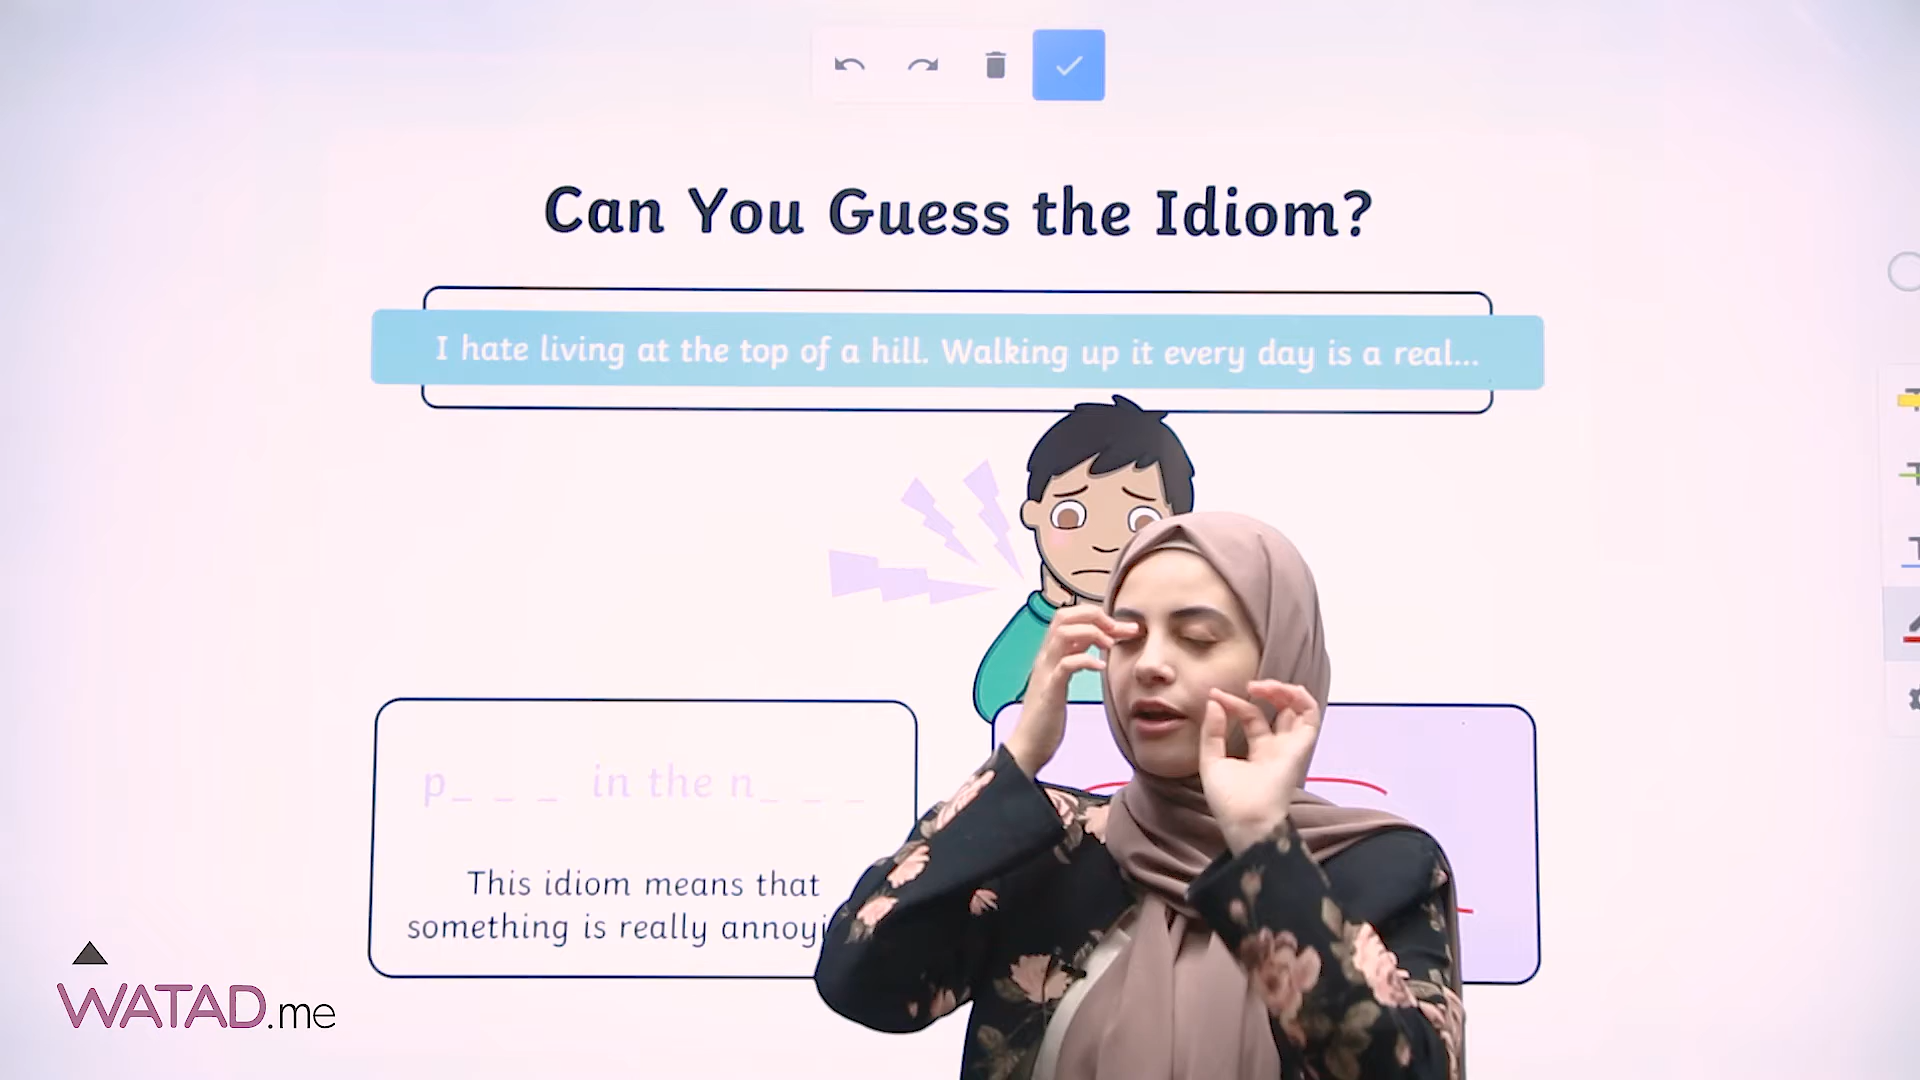 Can You Guess the Idiom?
I hate living at the top of a hill. Walking up it every day is a real...
p_ _ _ in the n_ _ _
This idiom means that
something is really annoyi
WATAD.me